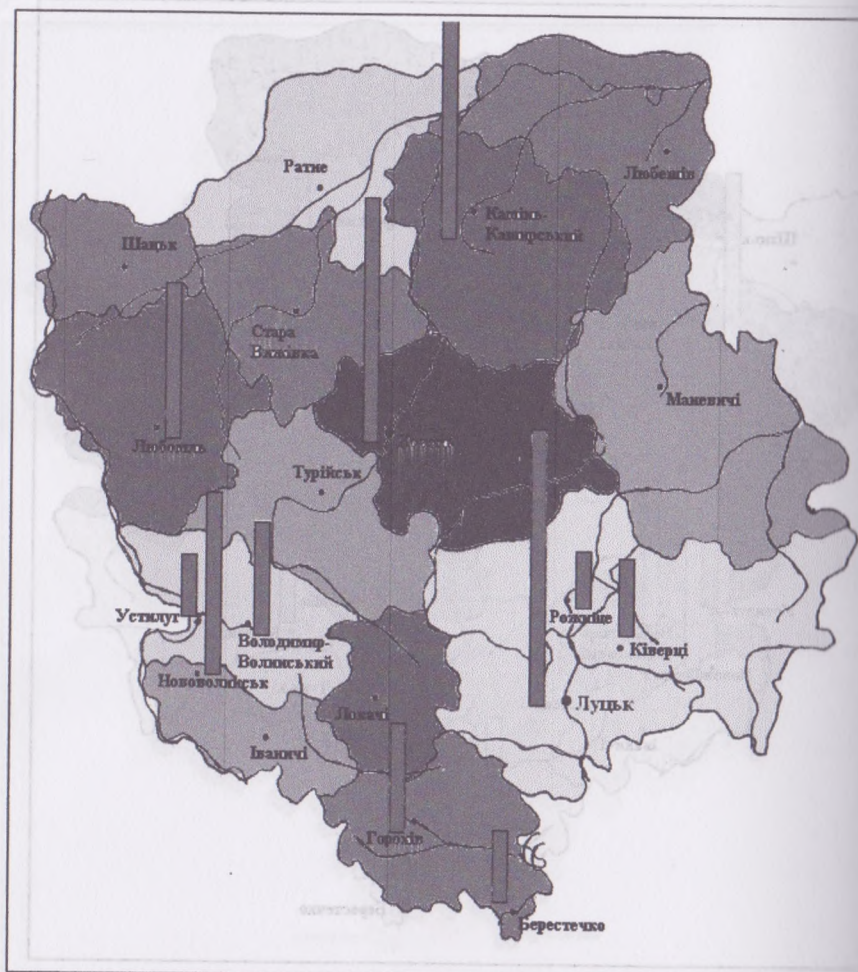 Ратне
Любешів
Камінь-
Каширський
Шацьк
Стара
Вижівка
Маневичі
Любомль
Турійськ
Устилуг
Рожище
Володимир-
Волинський
Ківерці
Нововолинськ
Локачі
Луцьк
Іваничі
Горохів
Берестечко